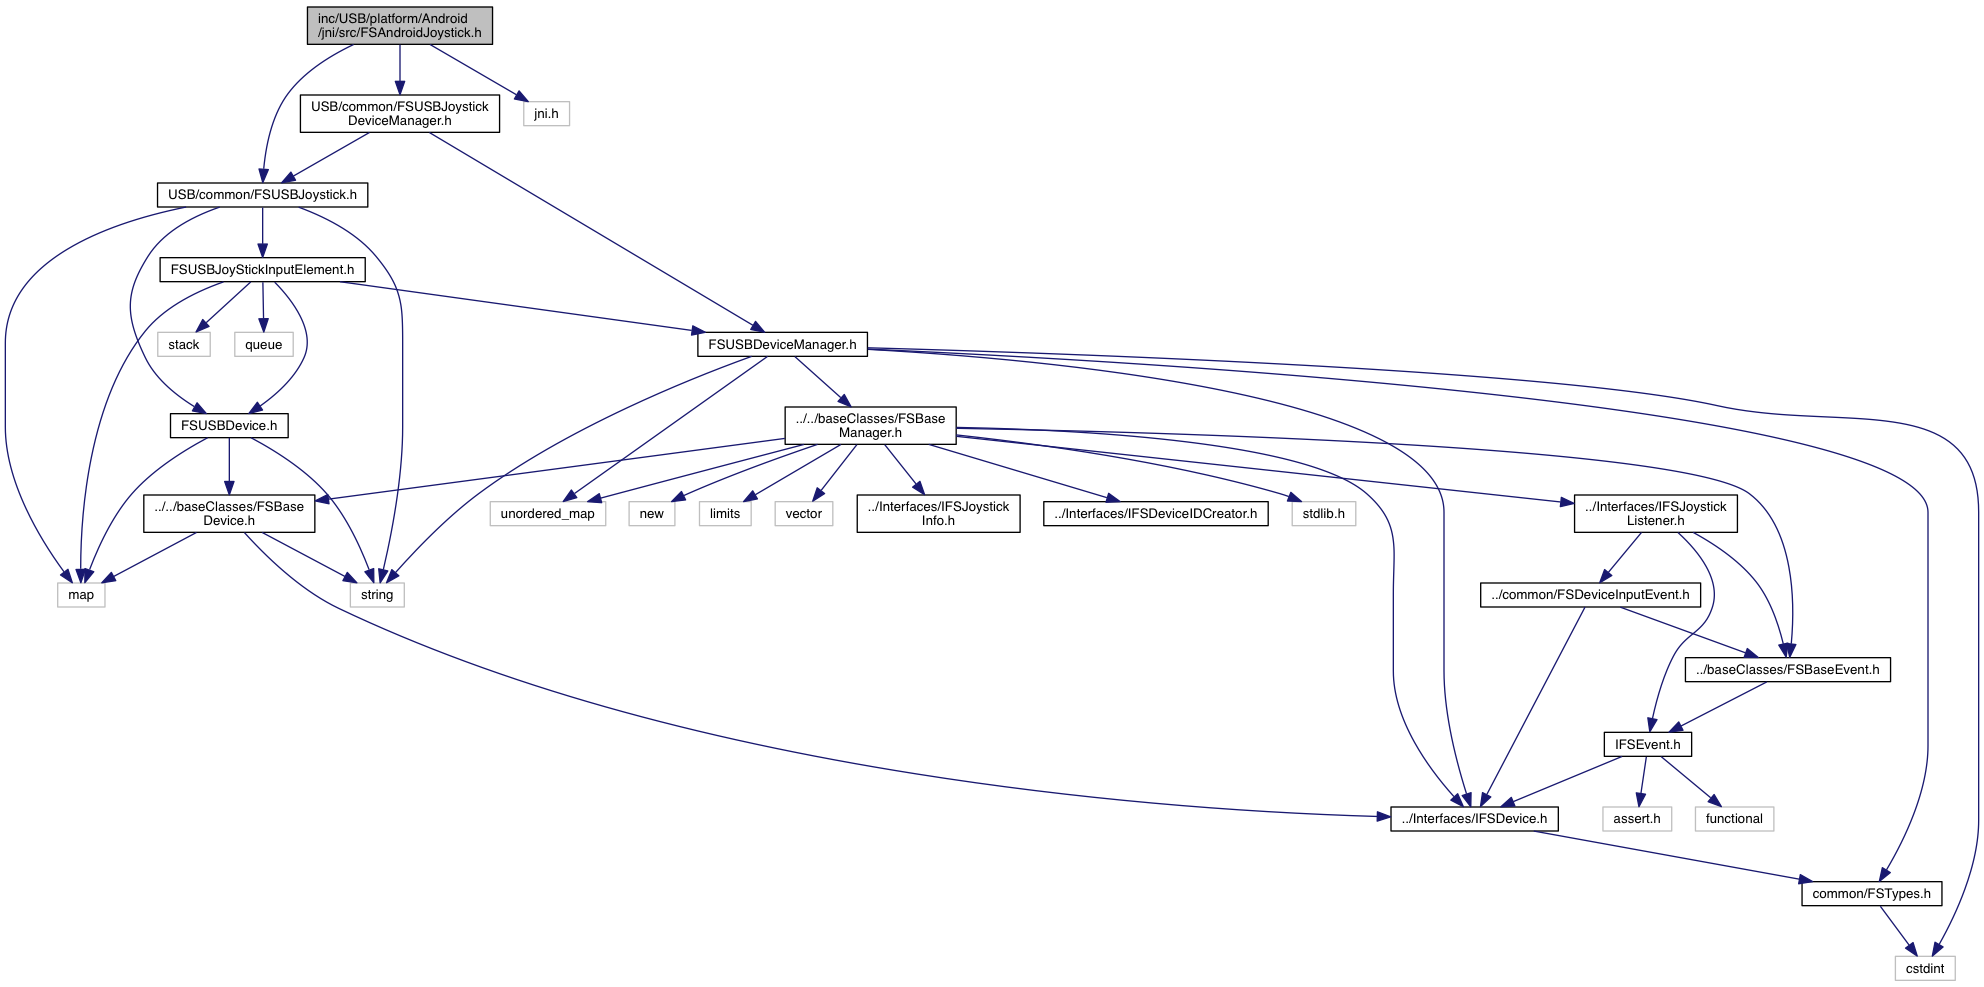 inc/USB/platform/Android
/jni/src/FSAndroidJoystick.h
USB/common/FSUSBJoystick
DeviceManager.h
jni.h
USB/common/FSUSBJoystick.h
FSUSBJoyStickInputElement.h
stack
queue
FSUSBDeviceManager.h
FSUSBDevice.h
../../baseClasses/FSBase
Manager.h
../../baseClasses/FSBase
Device.h
unordered_map
new
limits
vector
../Interfaces/IFSJoystick
Info.h
../Interfaces/IFSDeviceIDCreator.h
stdlib.h
../Interfaces/IFSJoystick
Listener.h
map
string
../common/FSDeviceInputEvent.h
../baseClasses/FSBaseEvent.h
IFSEvent.h
../Interfaces/IFSDevice.h
assert.h
functional
common/FSTypes.h
cstdint